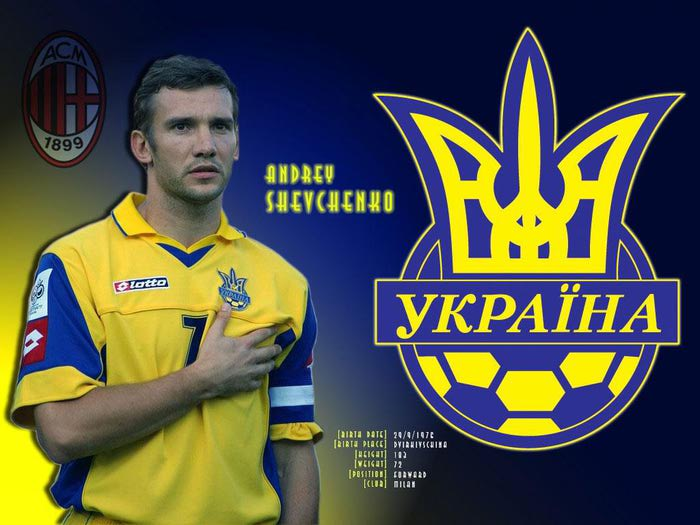 ACM
1899
ANDREY
SHEVCHENKO
lotto
7
УКРАЇНА
[BIRTH DATE] 29/9/1976
[BIRTH PLACE] DVIRKIVSCHINA
[HEIGHT] 183
[WEIGHT] 72
[POSITION] FORWARD
[CLUB] MILAN